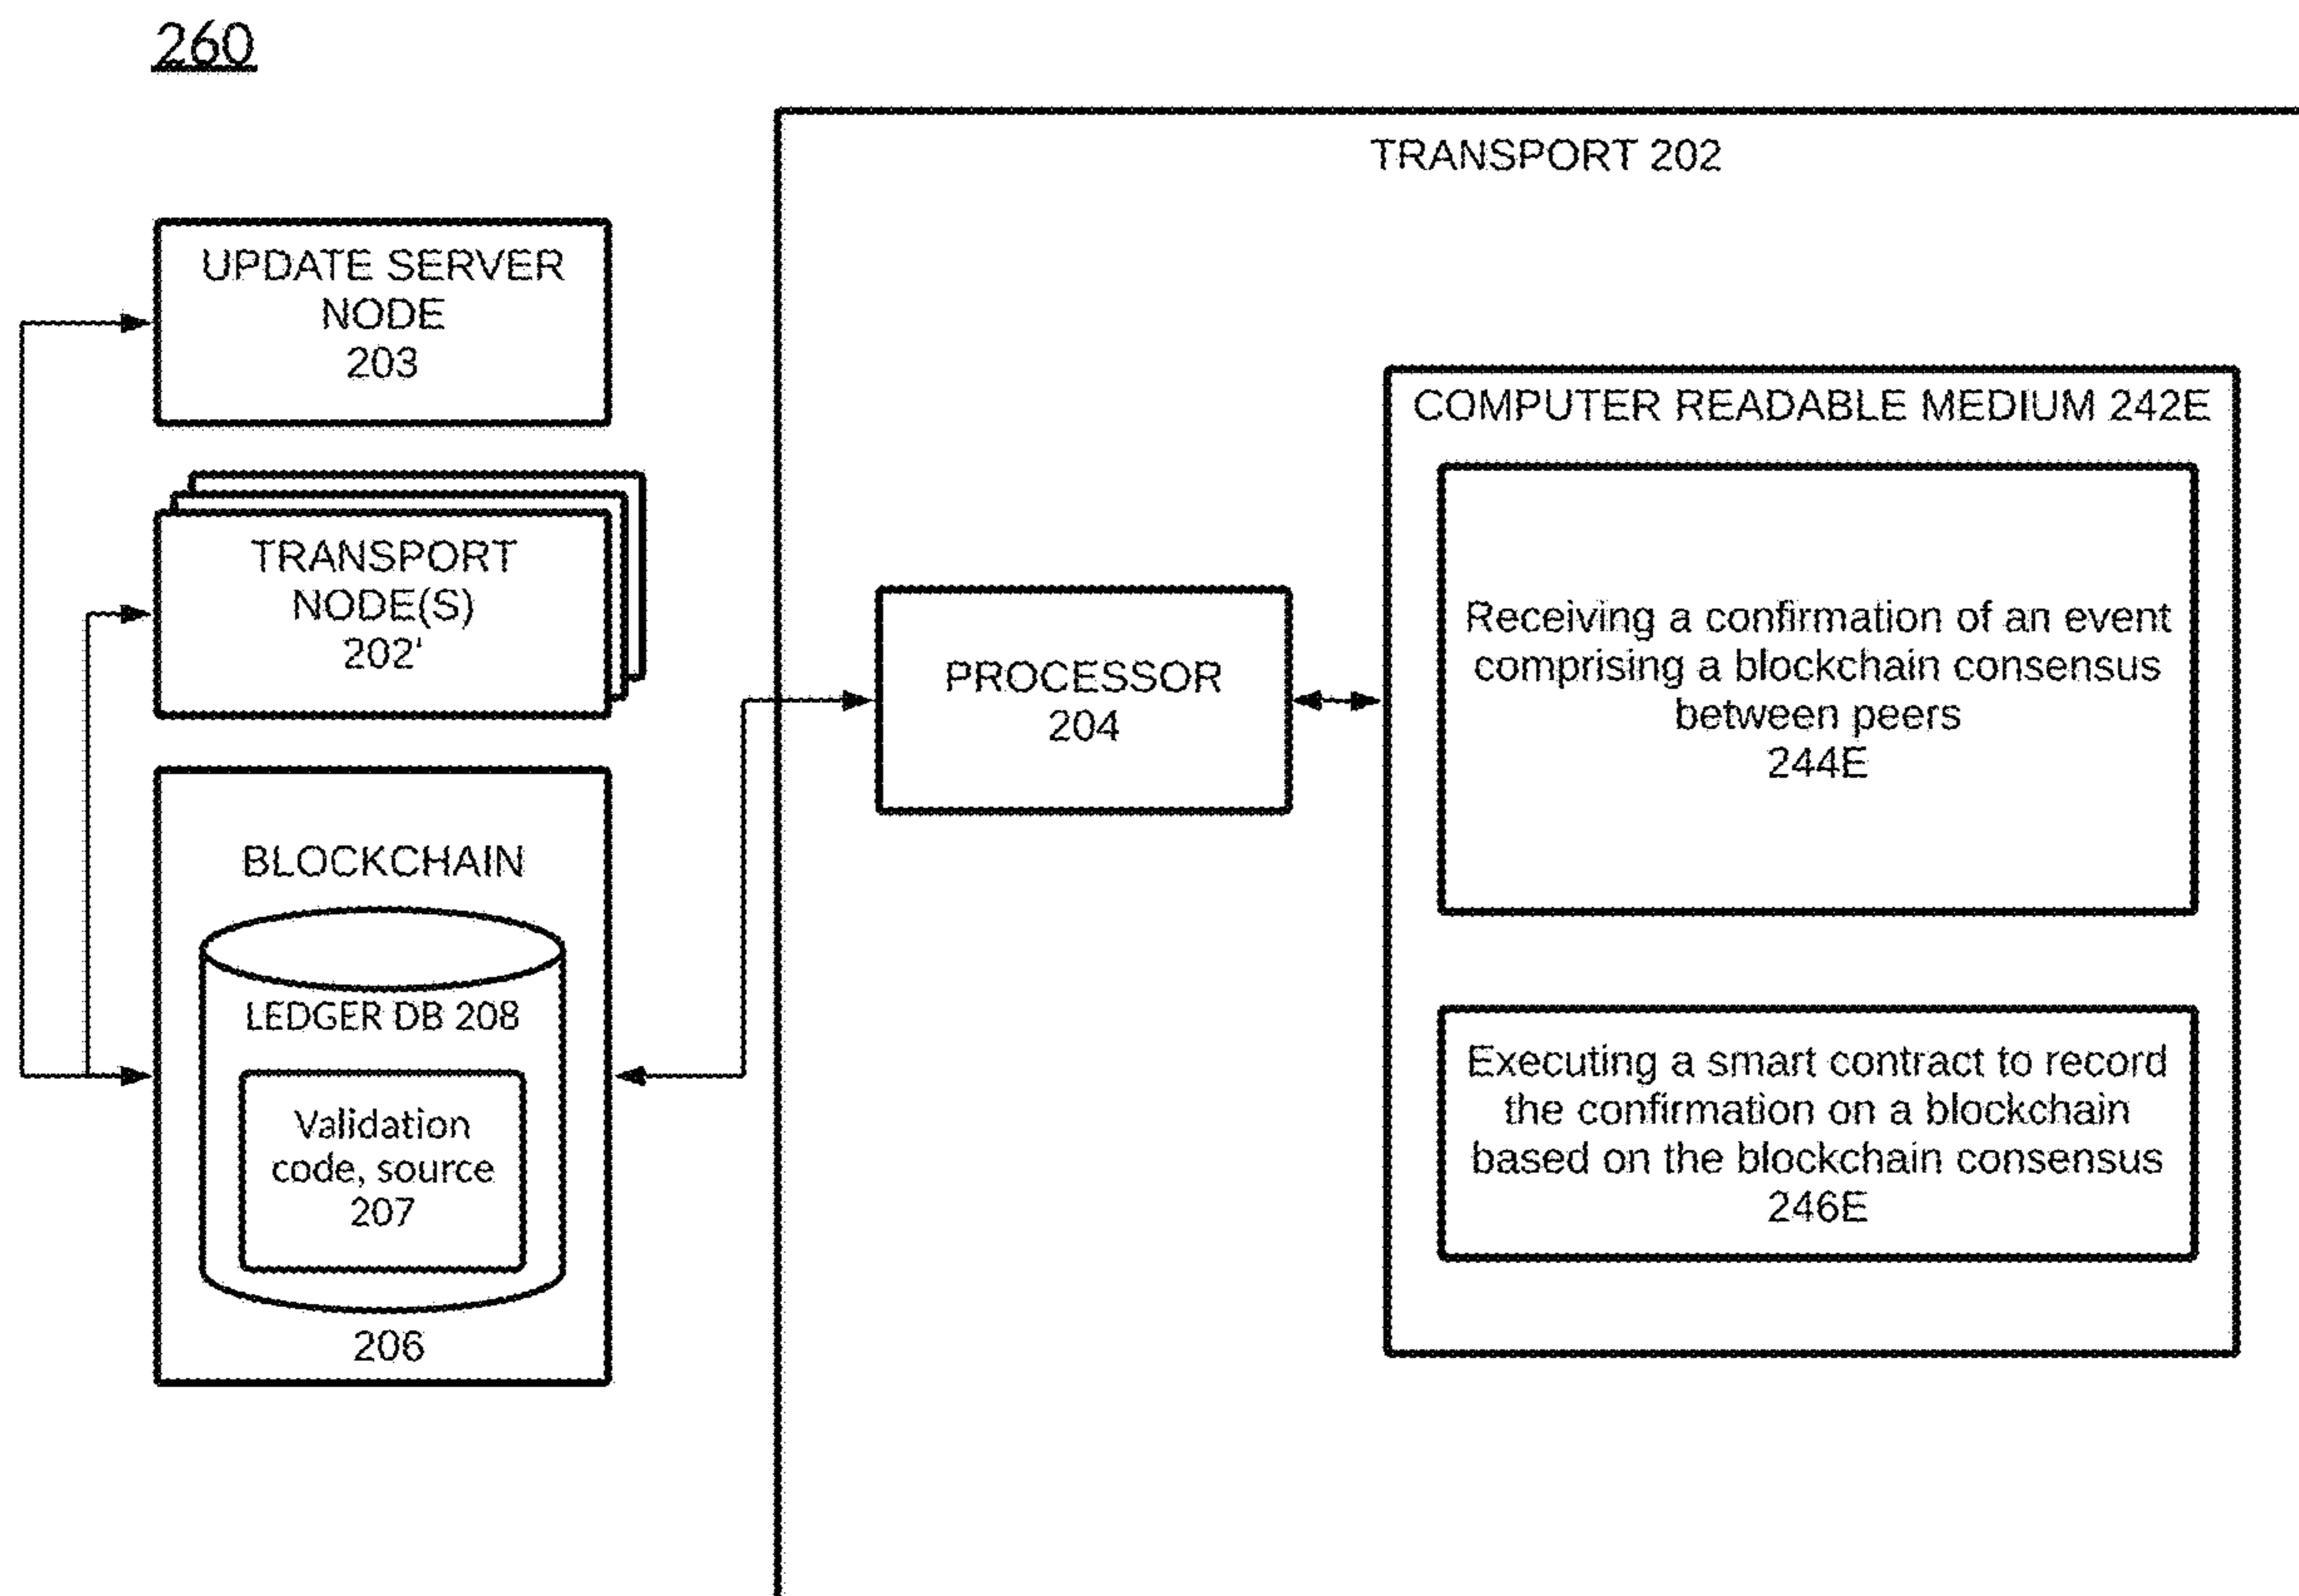 260
TRANSPORT 202
UPDATE SERVER
NODE
203
TRANSPORT
NODE(S)
202'
BLOCKCHAIN
LEDGER DB 208
Validation
code, source
207
206
PROCESSOR
204
COMPUTER READABLE MEDIUM 242E
Receiving a confirmation of an event
comprising a blockchain consensus
between peers
244E
Executing a smart contract to record
the confirmation on a blockchain
based on the blockchain consensus
246E